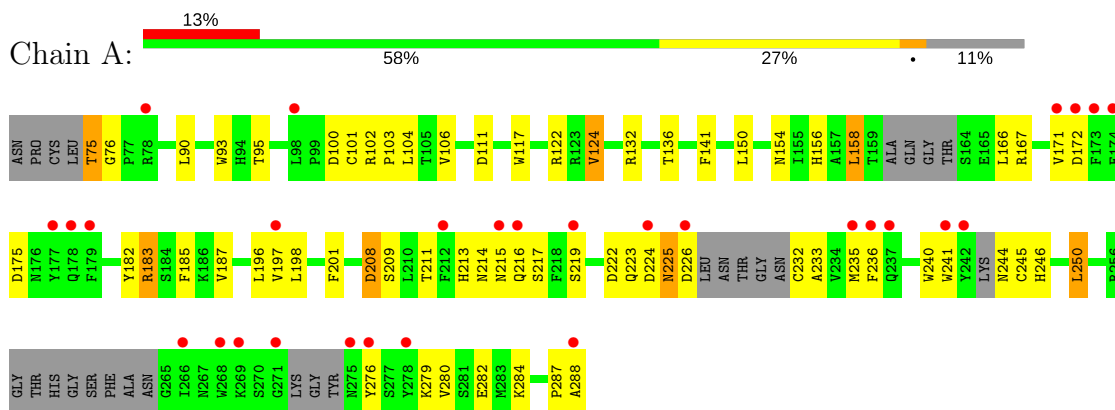 13%
Chain A:
58% 27% • 11%
ASN PRO CYS LEU T75 G76 P77 R78 L90 W93 H94 T95 L98 P99 D100 C101 R102 P103 L104 T105 V106 D111 W117 R122 R123 V124 R132 T136 F141 L150 N154 I155 H156 A157 L158 T159 ALA GLN GLY THR S164 E165 L166 R167 V171 D172 F173
D175 N176 Y177 Q178 F179 Y182 R183 S184 F185 K186 V187 L196 V197 L198 F201 D208 S209 L210 T211 F212 H213 N214 N215 Q216 S217 F218 S219 D222 Q223 D224 N225 D226 LEU ASN THR GLY ASN C232 A233 V234 M235 F236 Q237 W240 W241 Y242 LYS N244 C245 H246 L250
GLY THR HIS GLY SER PHE ALA ASN G265 I266 N267 W268 K269 S270 G271 LYS GLY TYR N275 Y276 S277 Y278 K279 V280 S281 E282 M283 K284 P287 A288